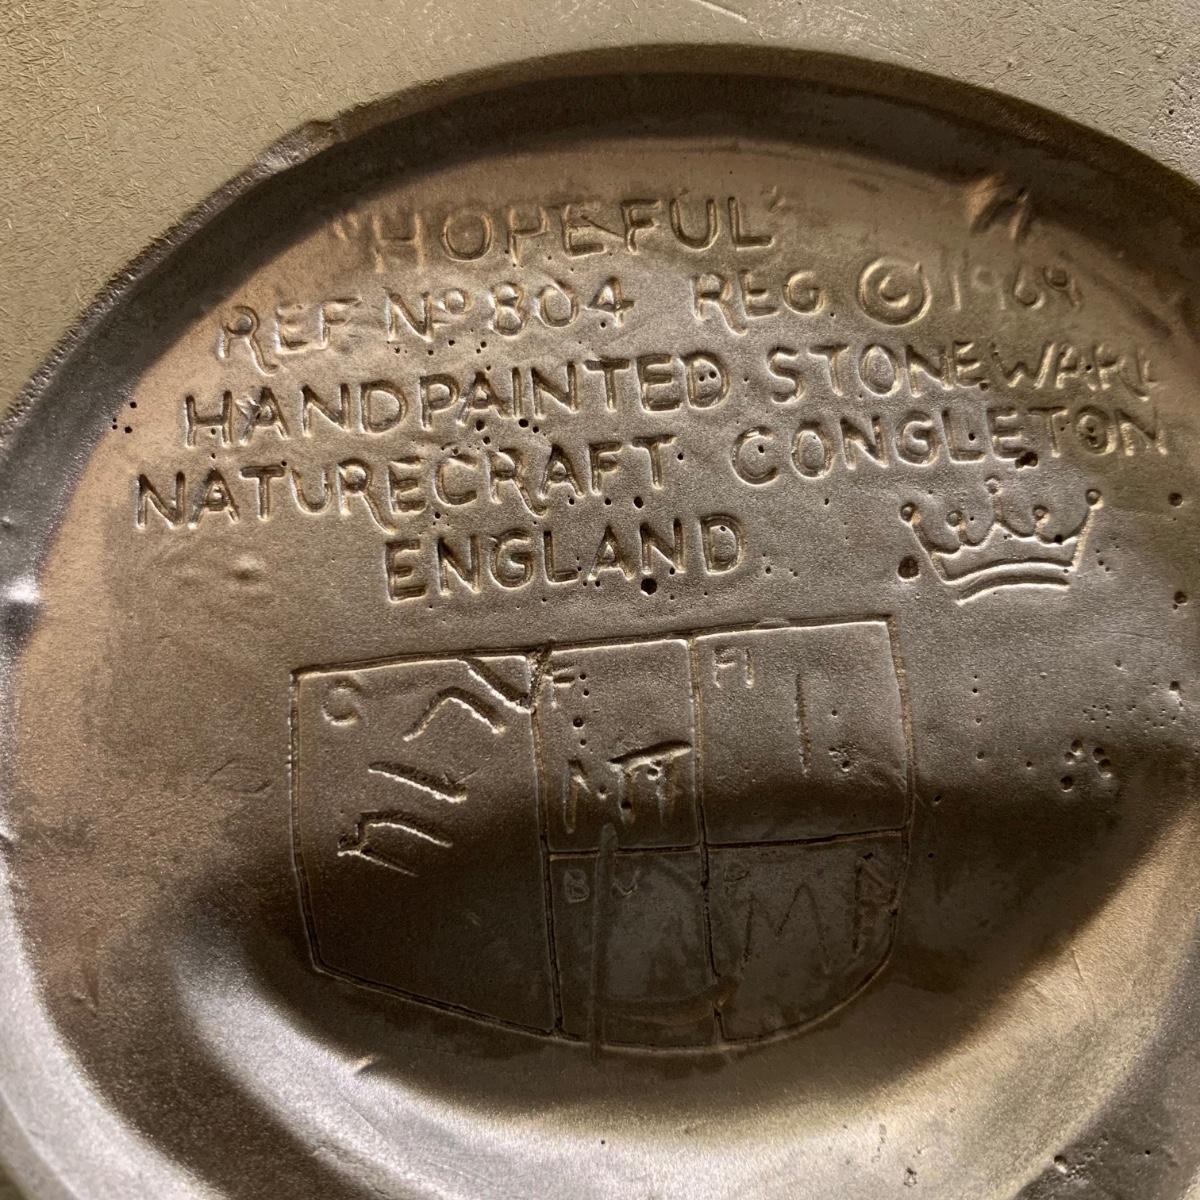 "HOPEFUL"
REF Nº 804 REG. © 1969
HANDPAINTED STONEWARE
NATURECRAFT CONGLETON
ENGLAND
C F H
M